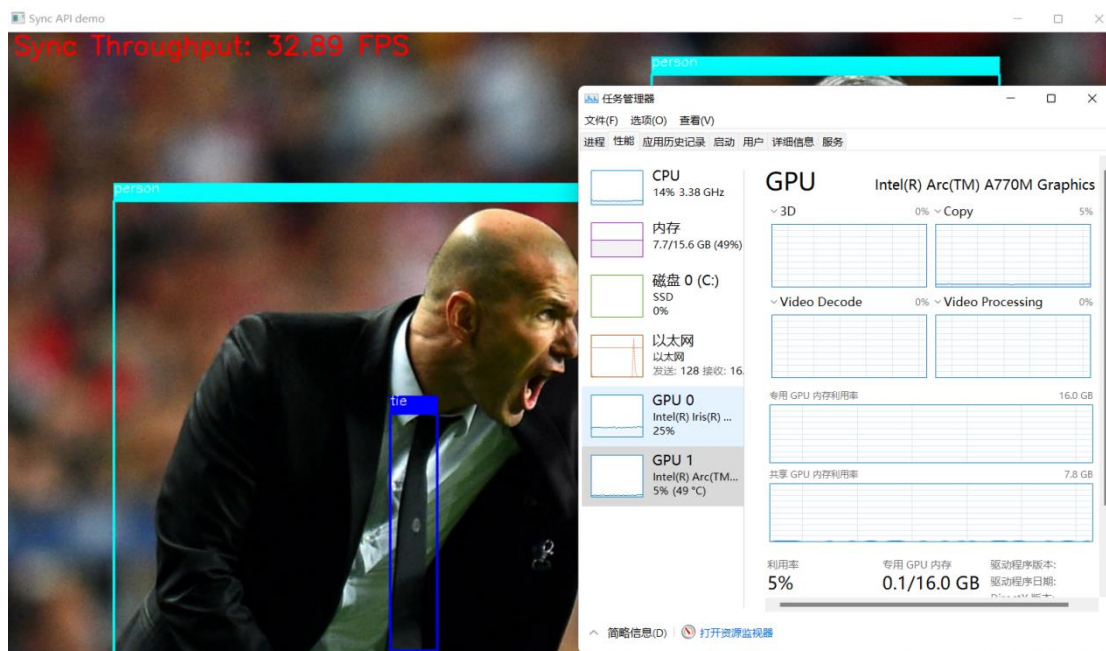 Sync API demo
Sync Throughput: 32.89 FPS
person
person
tie
任务管理器
文件(F) 选项(O) 查看(V)
进程 性能 应用历史记录 启动 用户 详细信息 服务
CPU
14% 3.38 GHz
内存
7.7/15.6 GB (49%)
磁盘 0 (C:)
SSD
0%
以太网
以太网
发送: 128 接收: 16.
GPU 0
Intel(R) Iris(R) ...
25%
GPU 1
Intel(R) Arc(TM...
5% (49 °C)
GPU Intel(R) Arc(TM) A770M Graphics
3D 0% Copy 5%
Video Decode 0% Video Processing 0%
专用 GPU 内存利用率 16.0 GB
共享 GPU 内存利用率 7.8 GB
利用率 专用 GPU 内存 驱动程序版本:
5% 0.1/16.0 GB 驱动程序日期:
简略信息(D) 打开资源监视器